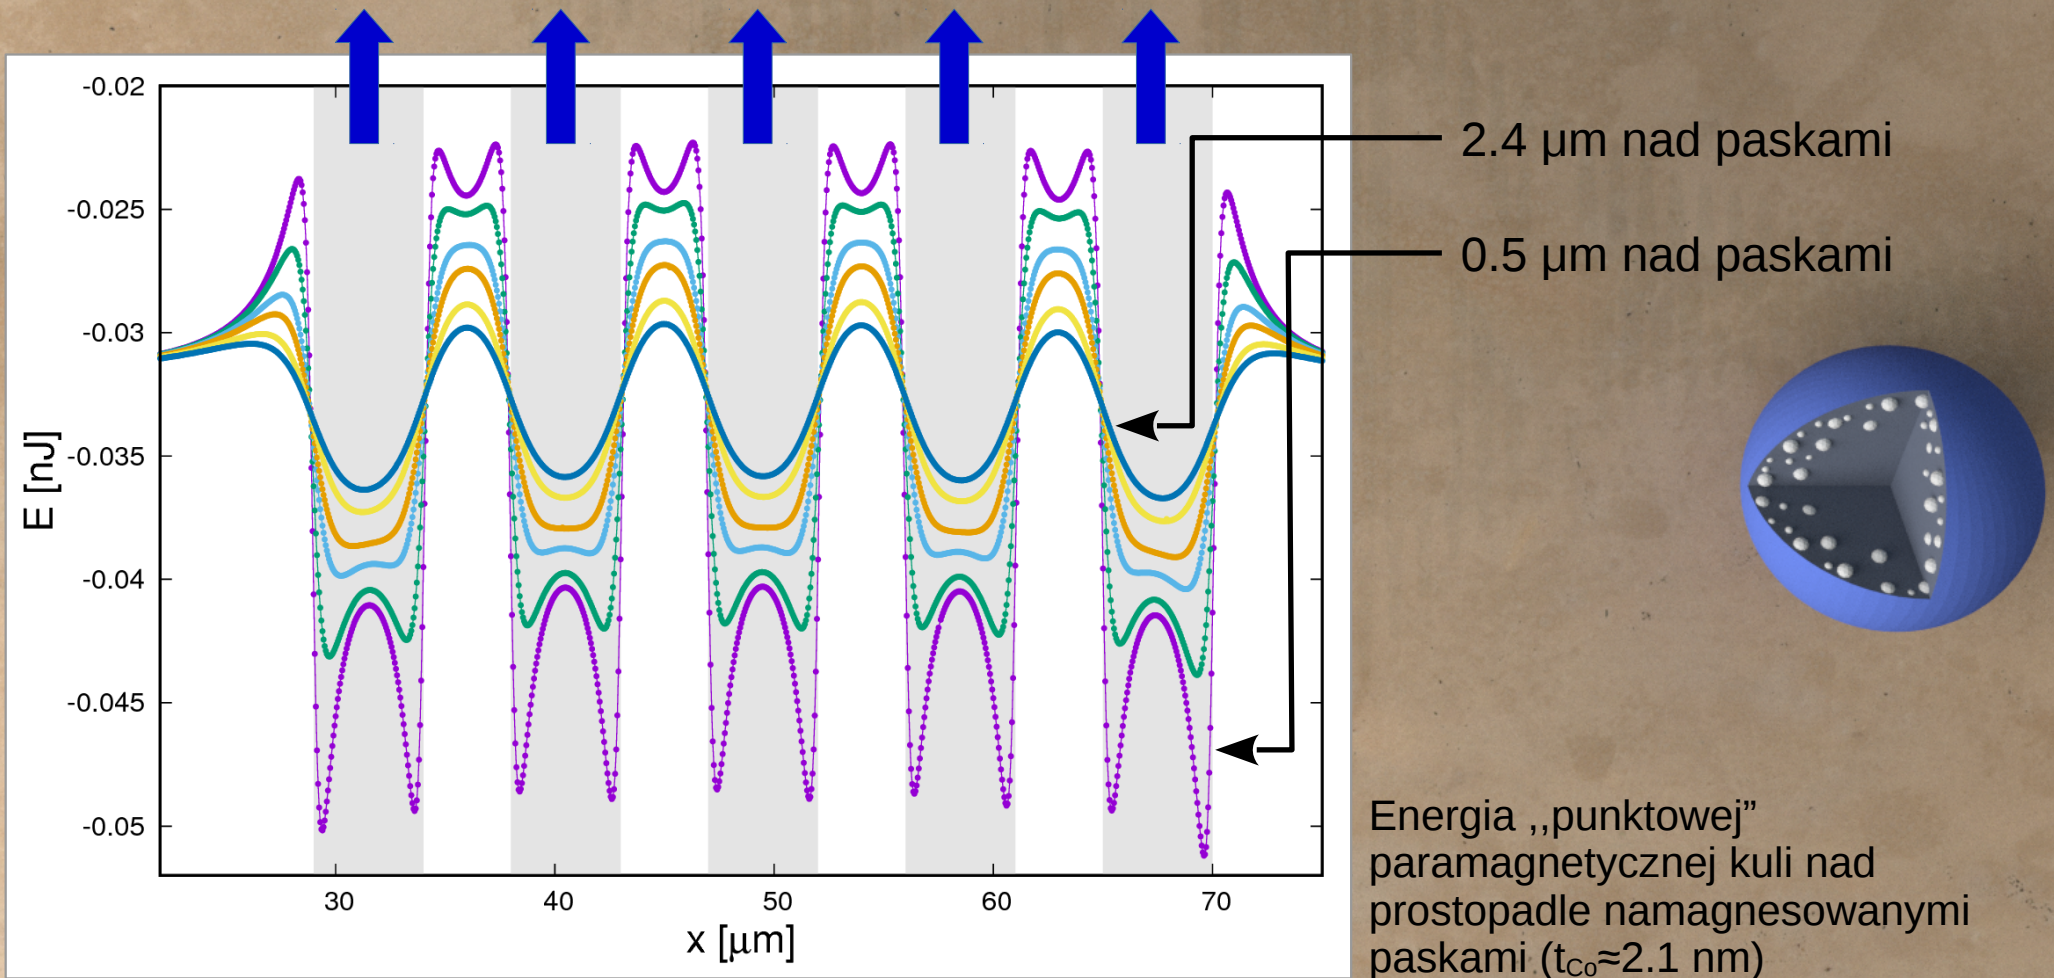 -0.02
-0.025
-0.03
-0.035
-0.04
-0.045
-0.05
E [nJ]
30 40 50 60 70
x [μm]
2.4 μm nad paskami
0.5 μm nad paskami
Energia ,,punktowej”
paramagnetycznej kuli nad
prostopadle namagnesowanymi
paskami (tCo≈2.1 nm)